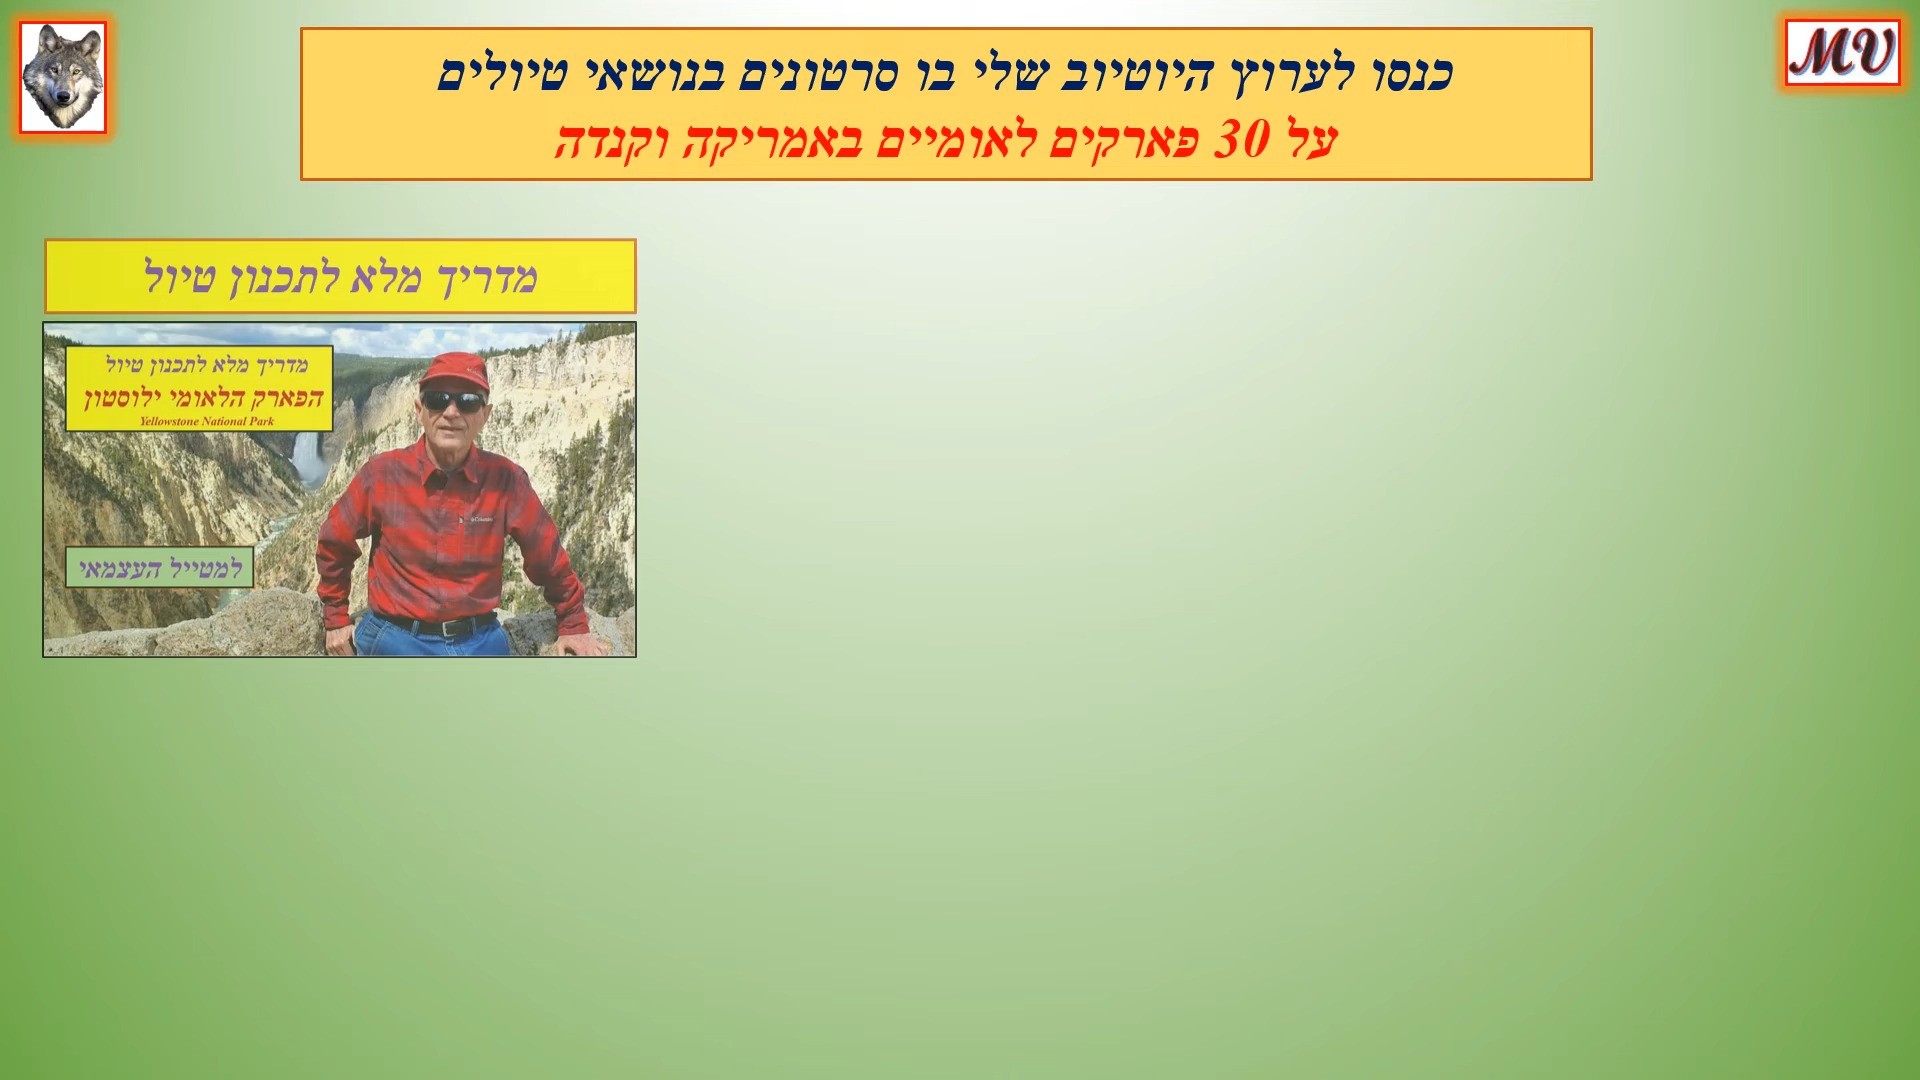 כנסו לערוץ היוטיוב שלי בו סרטונים בנושאי טיולים
על 30 פארקים לאומיים באמריקה וקנדה
MV
מדריך מלא לתכנון טיול
מדריך מלא לתכנון טיול
הפארק הלאומי ילוסטון
Yellowstone National Park
Columbia
למטייל העצמאי